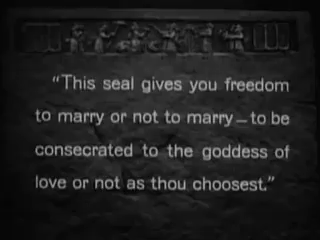 “This seal gives you freedom
to marry or not to marry—to be
consecrated to the goddess of
love or not as thou choosest.”